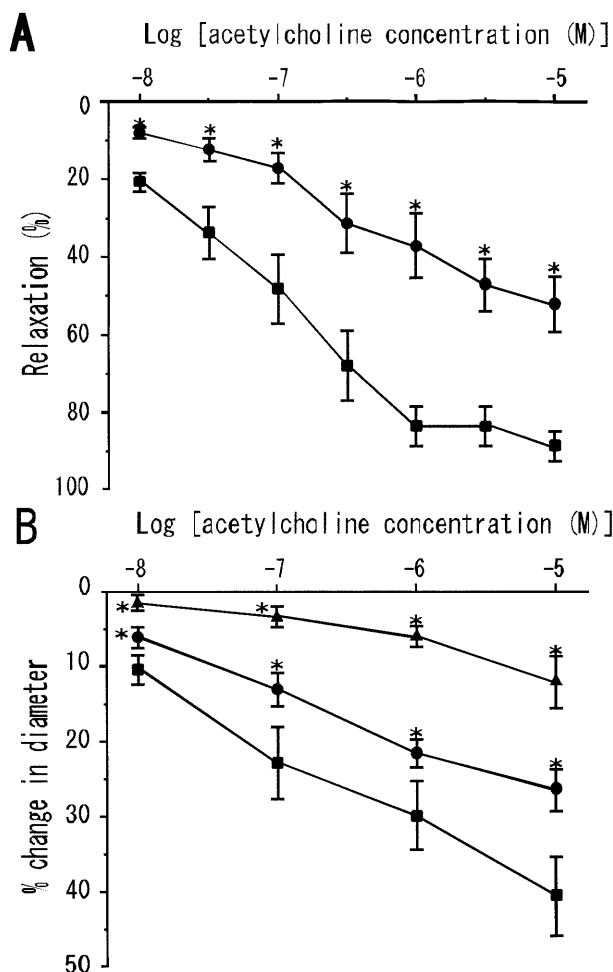 A
Log [acetylcholine concentration (M)]
-8 -7 -6 -5
0
20
40
60
80
100
Relaxation (%)
* * * * * * *
B
Log [acetylcholine concentration (M)]
-8 -7 -6 -5
0
10
20
30
40
50
% change in diameter
* * * *
* * * *